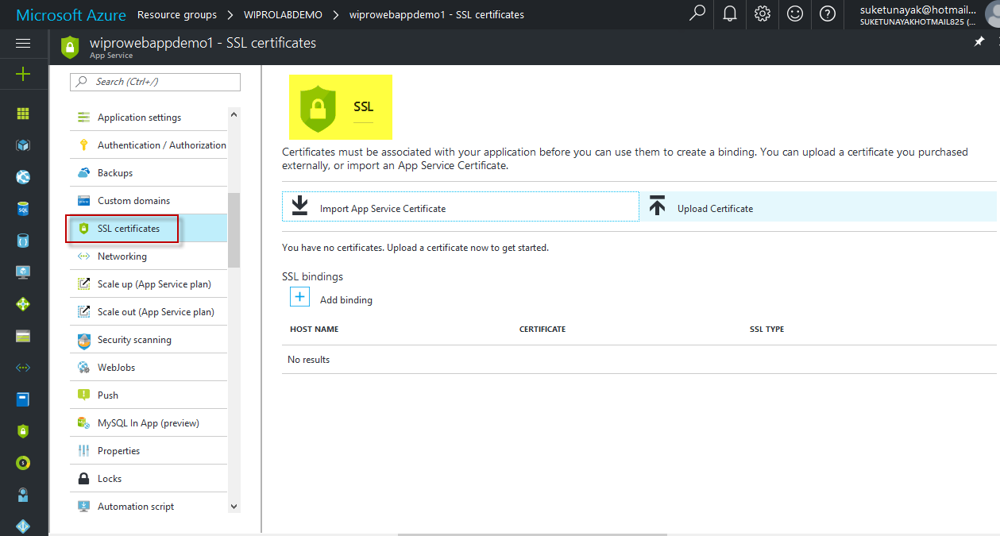 Microsoft Azure Resource groups > WIPROLABDEMO > wiprowebappdemo1 - SSL certificates
suketunayak@hotmail...
SUKETUNAYAKHOTMAIL825 (...
wiprowebappdemo1 - SSL certificates
App Service
Search (Ctrl+/)
Application settings
Authentication / Authorization
Backups
Custom domains
SSL certificates
Networking
Scale up (App Service plan)
Scale out (App Service plan)
Security scanning
WebJobs
Push
MySQL In App (preview)
Properties
Locks
Automation script
SSL
Certificates must be associated with your application before you can use them to create a binding. You can upload a certificate you purchased
externally, or import an App Service Certificate.
Import App Service Certificate
Upload Certificate
You have no certificates. Upload a certificate now to get started.
SSL bindings
Add binding
HOST NAME CERTIFICATE SSL TYPE
No results